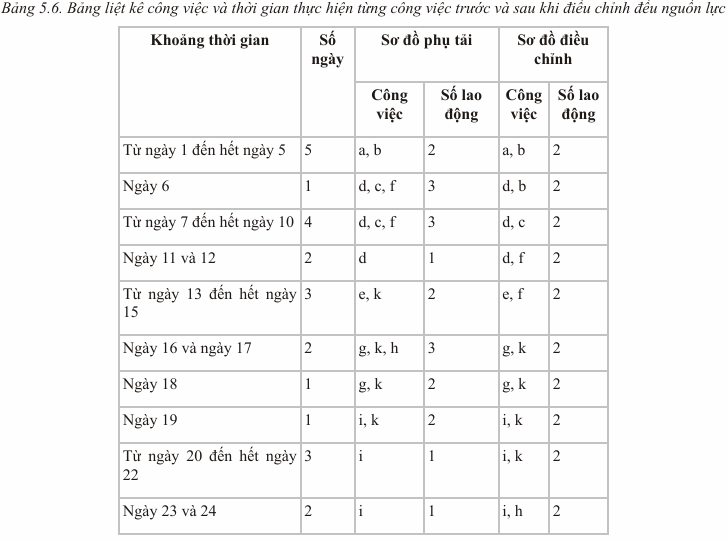 Bảng 5.6. Bảng liệt kê công việc và thời gian thực hiện từng công việc trước và sau khi điều chỉnh đều nguồn lực
Khoảng thời gian Số ngày Sơ đồ phụ tải Sơ đồ điều chỉnh
Công việc Số lao động Công việc Số lao động
Từ ngày 1 đến hết ngày 5 5 a, b 2 a, b 2
Ngày 6 1 d, c, f 3 d, b 2
Từ ngày 7 đến hết ngày 10 4 d, c, f 3 d, c 2
Ngày 11 và 12 2 d 1 d, f 2
Từ ngày 13 đến hết ngày 15 3 e, k 2 e, f 2
Ngày 16 và ngày 17 2 g, k, h 3 g, k 2
Ngày 18 1 g, k 2 g, k 2
Ngày 19 1 i, k 2 i, k 2
Từ ngày 20 đến hết ngày 22 3 i 1 i, k 2
Ngày 23 và 24 2 i 1 i, h 2